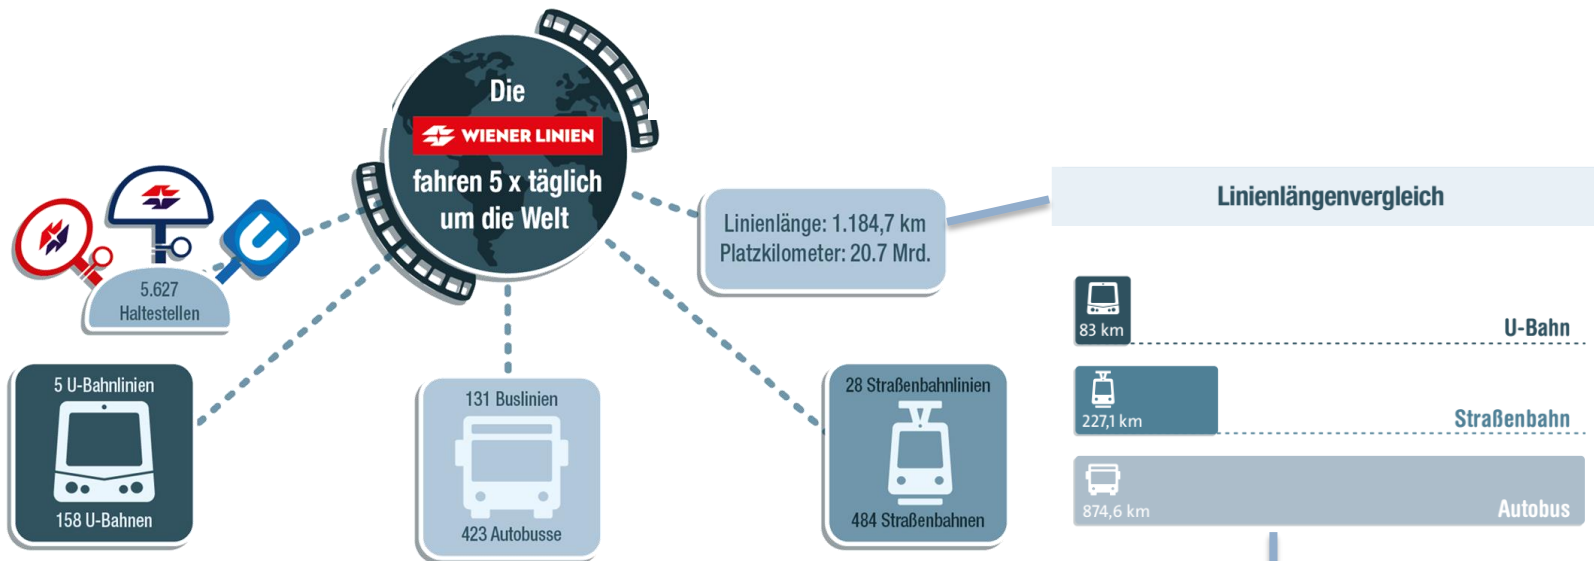 Die
WIENER LINIEN
fahren 5 x täglich
um die Welt
5.627
Haltestellen
U
Linienlänge: 1.184,7 km
Platzkilometer: 20.7 Mrd.
5 U-Bahnlinien
158 U-Bahnen
131 Buslinien
423 Autobusse
28 Straßenbahnlinien
484 Straßenbahnen
Linienlängenvergleich
83 km
U-Bahn
227,1 km
Straßenbahn
874,6 km
Autobus